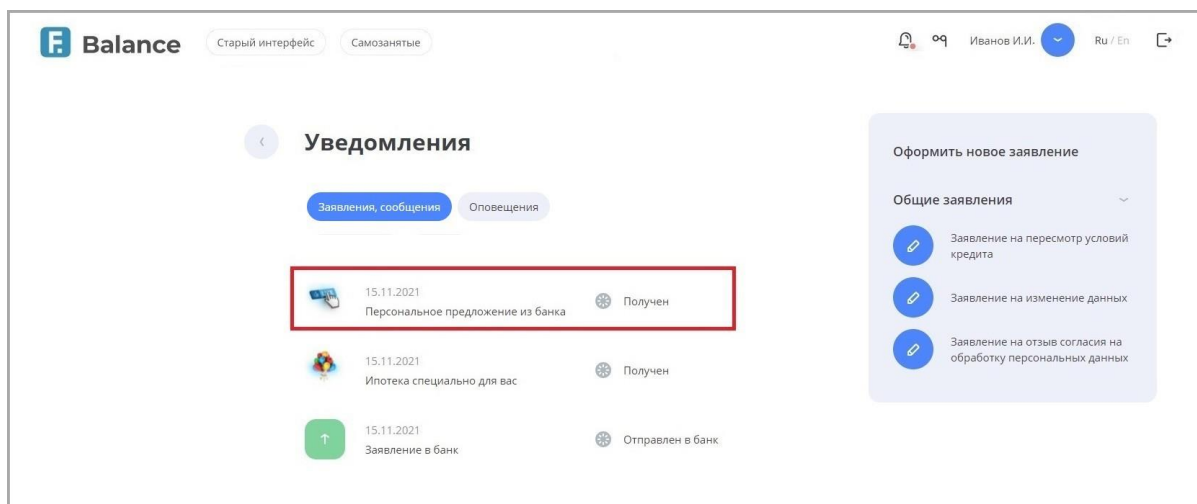 F. Balance Старый интерфейс Самозанятые Иванов И.И. Ru / En
Уведомления
Заявления, сообщения Оповещения
15.11.2021
Персональное предложение из банка
Получен
15.11.2021
Ипотека специально для вас
Получен
15.11.2021
Заявление в банк
Отправлен в банк
Оформить новое заявление
Общие заявления
Заявление на пересмотр условий
кредита
Заявление на изменение данных
Заявление на отзыв согласия на
обработку персональных данных